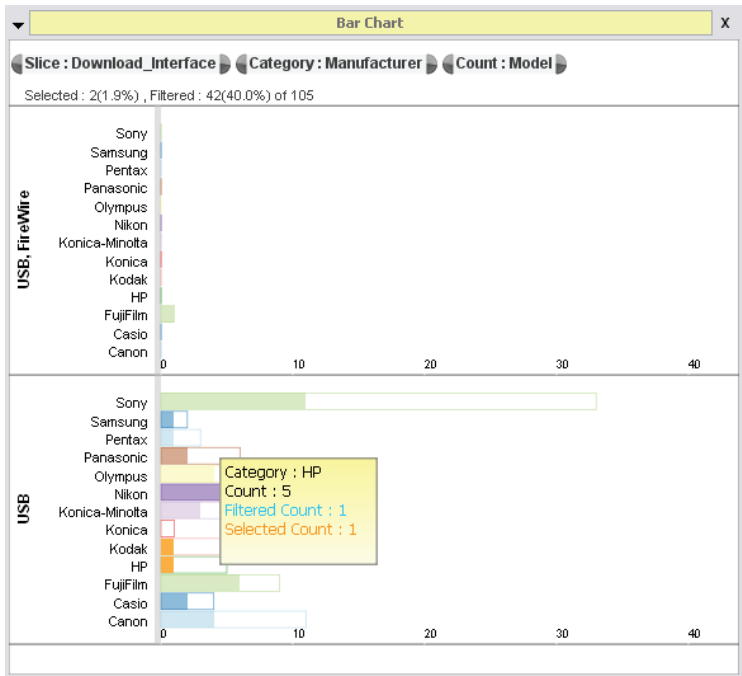 Bar Chart X
Slice : Download_Interface Category : Manufacturer Count : Model
Selected : 2(1.9%) , Filtered : 42(40.0%) of 105
USB, FireWire
Sony
Samsung
Pentax
Panasonic
Olympus
Nikon
Konica-Minolta
Konica
Kodak
HP
FujiFilm
Casio
Canon
0 10 20 30 40
USB
Sony
Samsung
Pentax
Panasonic
Olympus
Nikon
Konica-Minolta
Konica
Kodak
HP
FujiFilm
Casio
Canon
Category : HP
Count : 5
Filtered Count : 1
Selected Count : 1
0 10 20 30 40